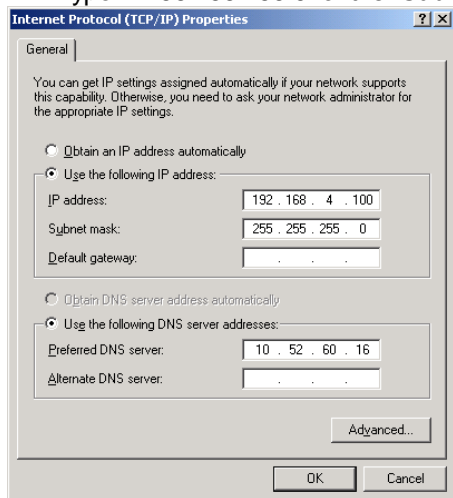 Internet Protocol (TCP/IP) Properties
General
You can get IP settings assigned automatically if your network supports
this capability. Otherwise, you need to ask your network administrator for
the appropriate IP settings.
Obtain an IP address automatically
Use the following IP address:
IP address: 192 . 168 . 4 . 100
Subnet mask: 255 . 255 . 255 . 0
Default gateway: . . .
Obtain DNS server address automatically
Use the following DNS server addresses:
Preferred DNS server: 10 . 52 . 60 . 16
Alternate DNS server: . . .
Advanced...
OK Cancel